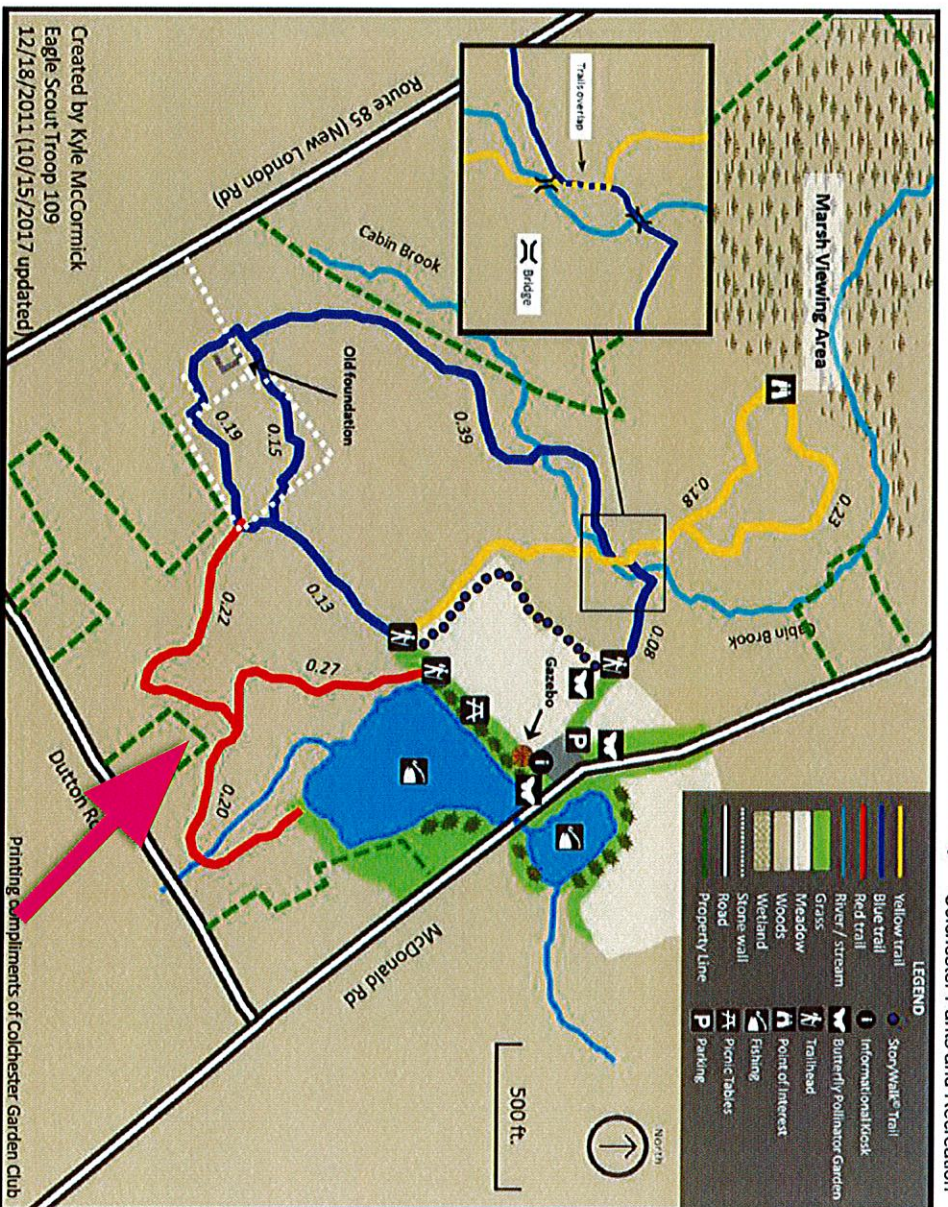 LEGEND
Yellow trail
Blue trail
Red trail
River / stream
Grass
Meadow
Woods
Wetland
Stone wall
Road
Property Line
StoryWalk© Trail
Informational Kiosk
Butterfly Pollinator Garden
Trailhead
Point of Interest
Fishing
Picnic Tables
Parking
i
P
Marsh Viewing Area
Trails overlap
Bridge
Cabin Brook
Cabin Brook
Route 85 (New London Rd)
Old foundation
Gazebo
i
P
0.23
0.18
0.08
0.39
0.15
0.19
0.13
0.22
0.27
0.20
McDonald Rd
Dutton
North
500 ft.
Created by Kyle McCormick
Eagle Scout Troop 109
12/18/2011 (10/15/2017 updated)
Printing compliments of Colchester Garden Club